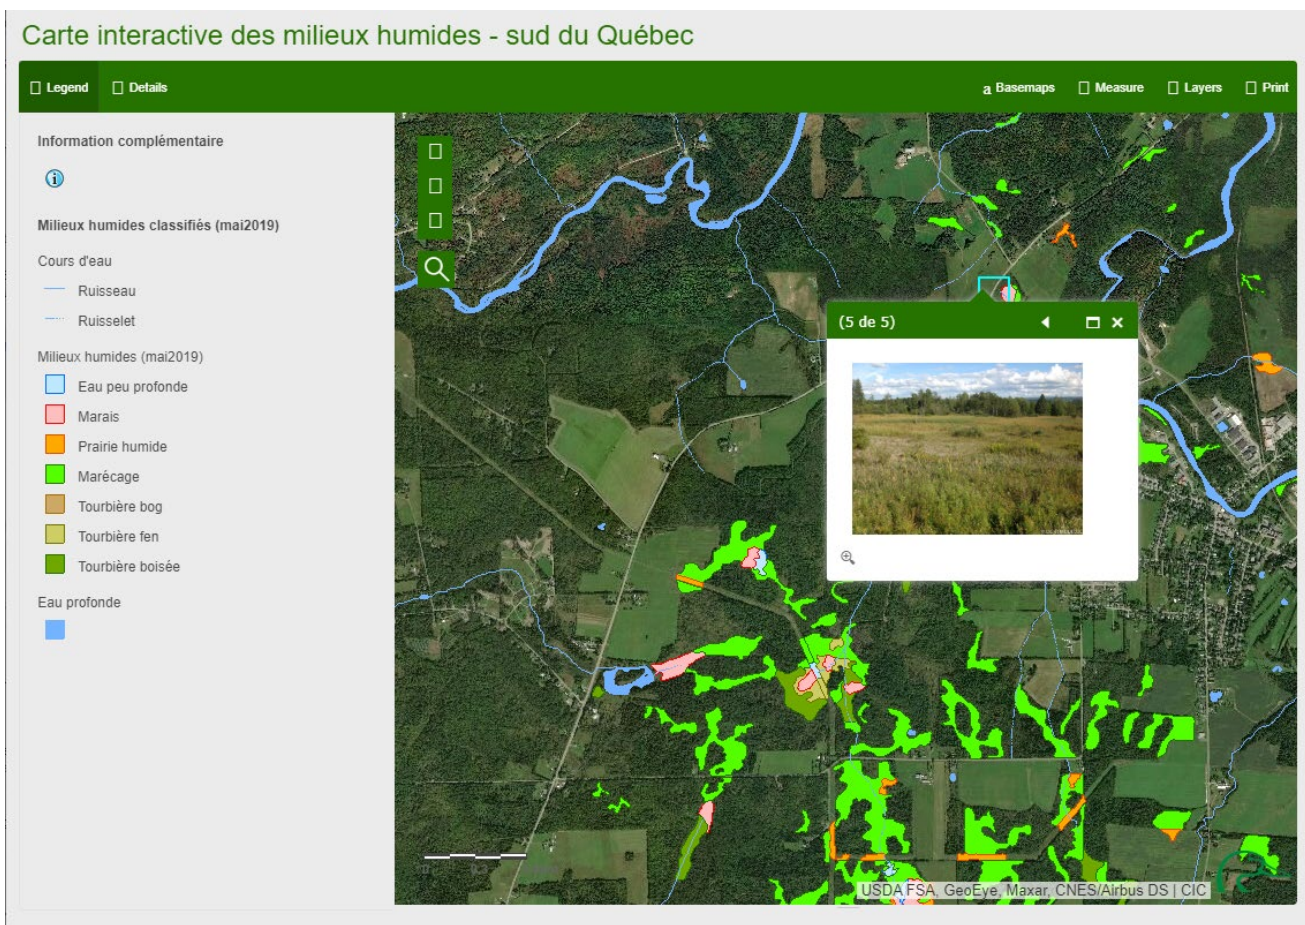 Carte interactive des milieux humides - sud du Québec
Legend
Details
a Basemaps
Measure
Layers
Print
Information complémentaire
Milieux humides classifiés (mai2019)
Cours d'eau
Ruisseau
Ruisselet
Milieux humides (mai2019)
Eau peu profonde
Marais
Prairie humide
Marécage
Tourbière bog
Tourbière fen
Tourbière boisée
Eau profonde
(5 de 5)
USDA FSA, GeoEye, Maxar, CNES/Airbus DS | CIC